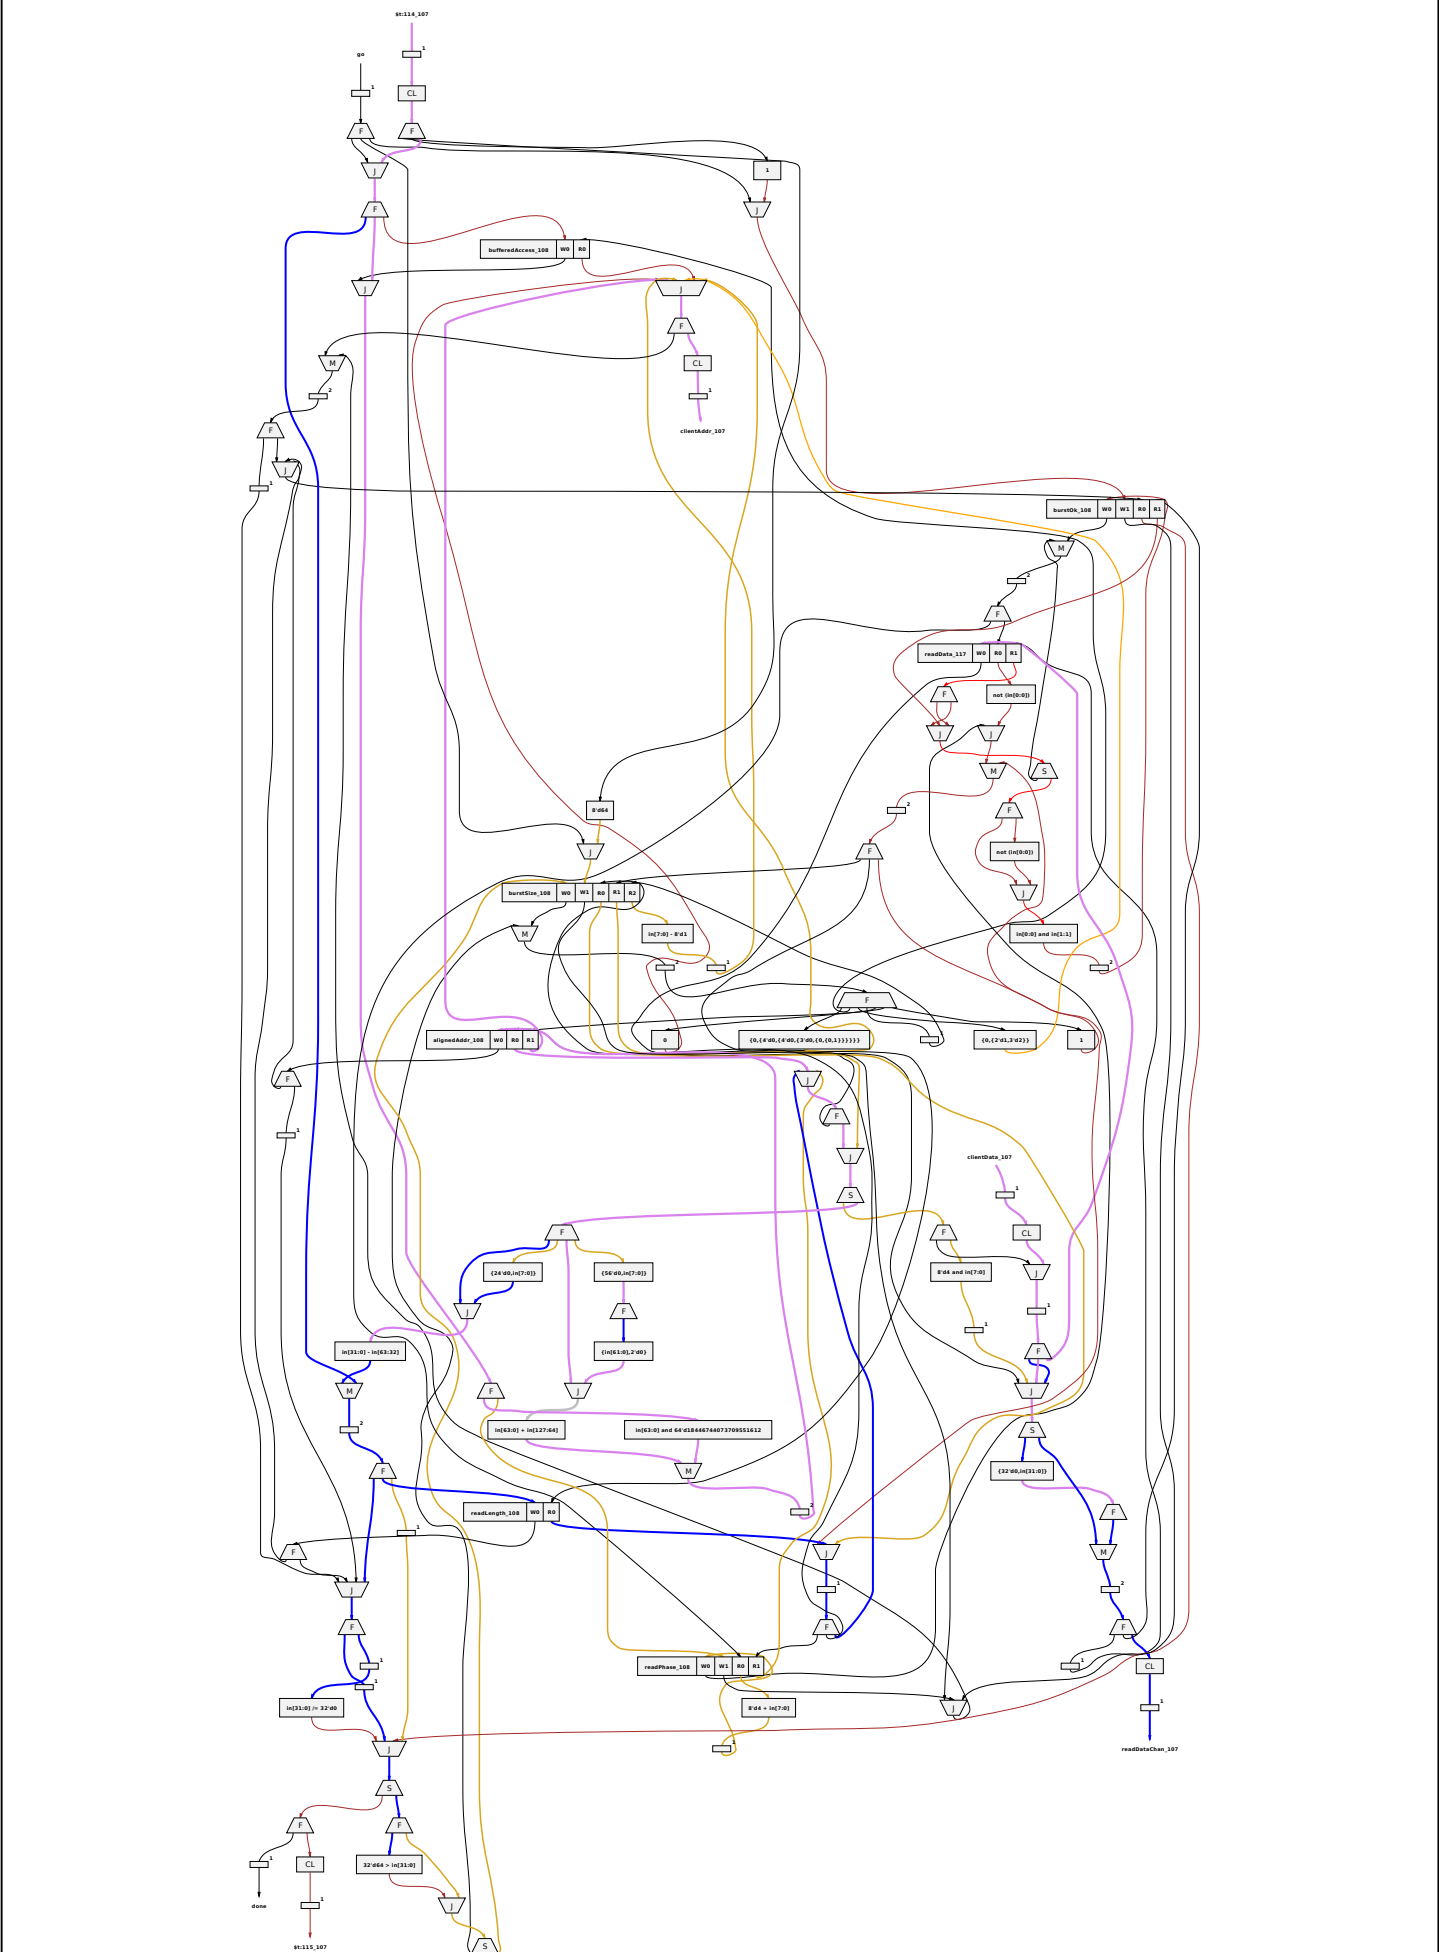 $t:114_107
1
go
1
CL
F
F
J
1
F
J
bufferedAccess_108 W0 R0
J
J
F
M
CL
2
1
F
clientAddr_107
J
1
burstOk_108 W0 W1 R0 R1
M
2
F
readData_117 W0 R0 R1
F
not (in[0:0])
J
J
M
S
2
8'd64
F
J
F
not (in[0:0])
burstSize_108 W0 W1 R0 R1 R2
J
M
in[7:0] - 8'd1
in[0:0] and in[1:1]
2
1
2
F
alignedAddr_108 W0 R0 R1
0
{0,{4'd0,{4'd0,{3'd0,{0,{0,1}}}}}}
1
{0,{2'd1,3'd2}}
1
F
J
F
1
J
clientData_107
S
1
F
F
CL
{24'd0,in[7:0]}
{56'd0,in[7:0]}
8'd4 and in[7:0]
J
J
F
1
1
in[31:0] - in[63:32]
{in[61:0],2'd0}
F
M
F
J
J
2
in[63:0] + in[127:64]
in[63:0] and 64'd18446744073709551612
S
F
M
{32'd0,in[31:0]}
readLength_108 W0 R0
2
F
1
F
J
M
J
1
2
F
F
F
1
readPhase_108 W0 W1 R0 R1
1
CL
1
in[31:0] /= 32'd0
8'd4 + in[7:0]
J
1
J
1
readDataChan_107
S
F
F
1
CL
32'd64 > in[31:0]
1
J
done
$t:115_107
S